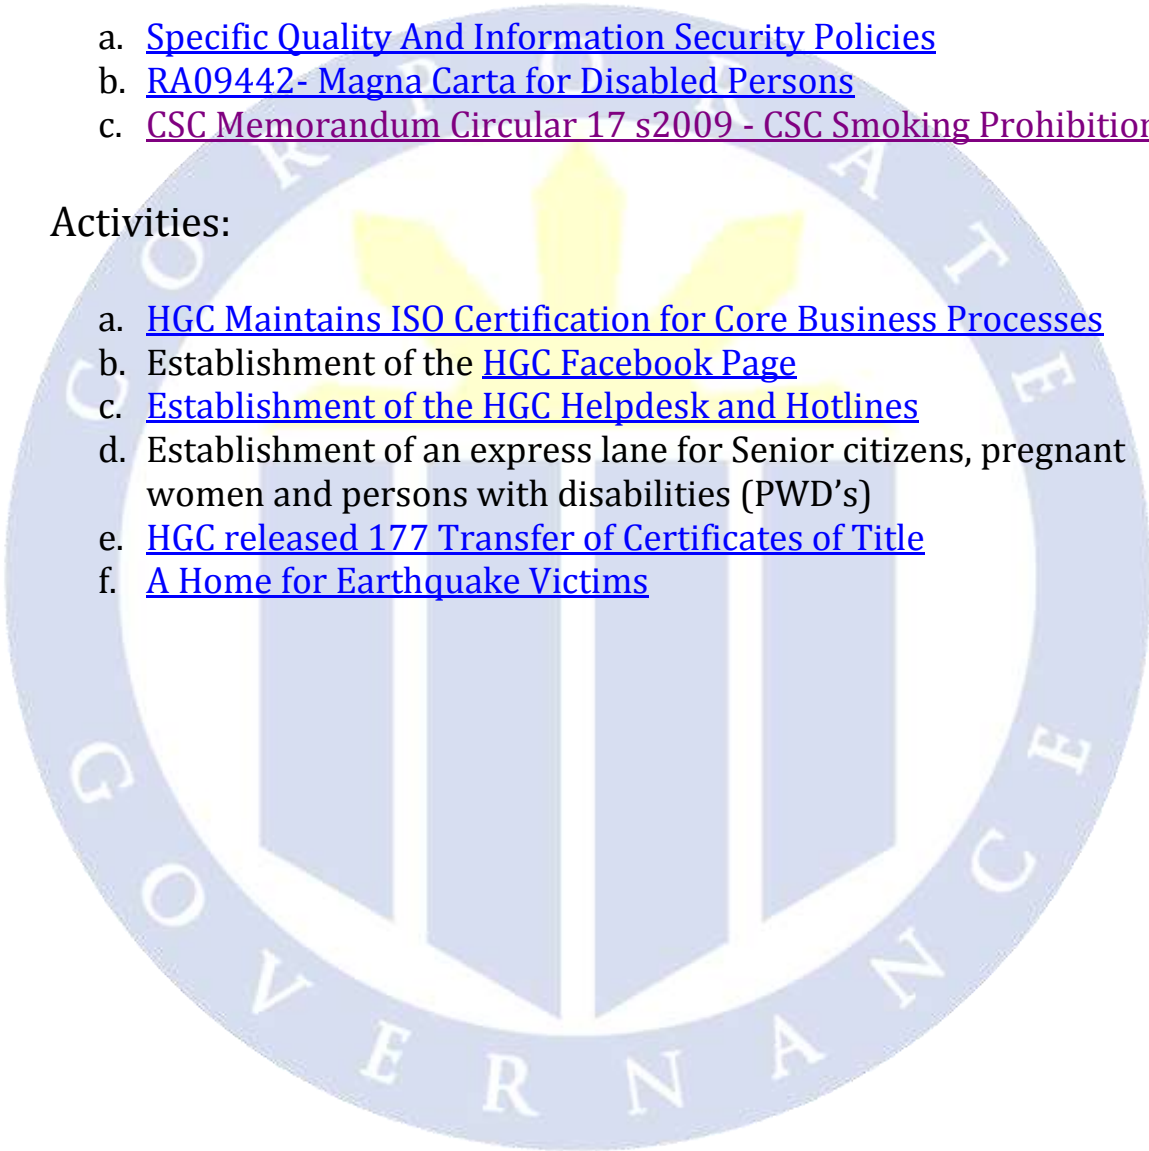 a. Specific Quality And Information Security Policies
b. RA09442- Magna Carta for Disabled Persons
c. CSC Memorandum Circular 17 s2009 - CSC Smoking Prohibition
Activities:
a. HGC Maintains ISO Certification for Core Business Processes
b. Establishment of the HGC Facebook Page
c. Establishment of the HGC Helpdesk and Hotlines
d. Establishment of an express lane for Senior citizens, pregnant
women and persons with disabilities (PWD’s)
e. HGC released 177 Transfer of Certificates of Title
f. A Home for Earthquake Victims
CORPORATE
GOVERNANCE